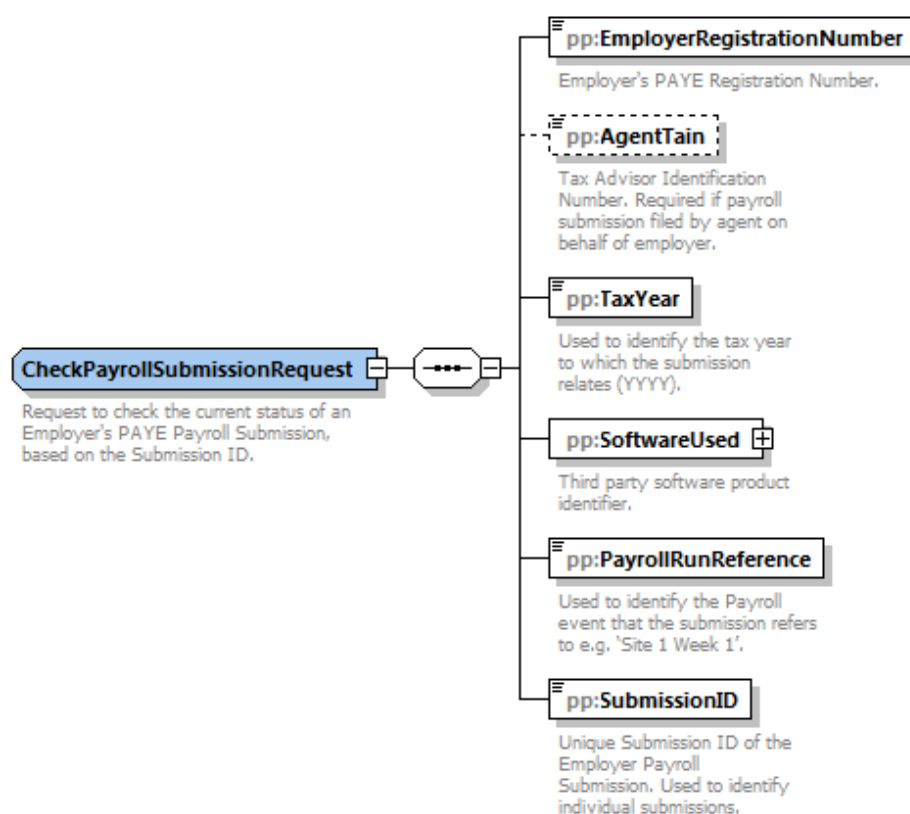 pp:EmployerRegistrationNumber
Employer's PAYE Registration Number.
pp:AgentTain
Tax Advisor Identification
Number. Required if payroll
submission filed by agent on
behalf of employer.
pp:TaxYear
Used to identify the tax year
to which the submission
relates (YYYY).
CheckPayrollSubmissionRequest
Request to check the current status of an
Employer's PAYE Payroll Submission,
based on the Submission ID.
pp:SoftwareUsed
Third party software product
identifier.
pp:PayrollRunReference
Used to identify the Payroll
event that the submission refers
to e.g. ‘Site 1 Week 1’.
pp:SubmissionID
Unique Submission ID of the
Employer Payroll
Submission. Used to identify
individual submissions.